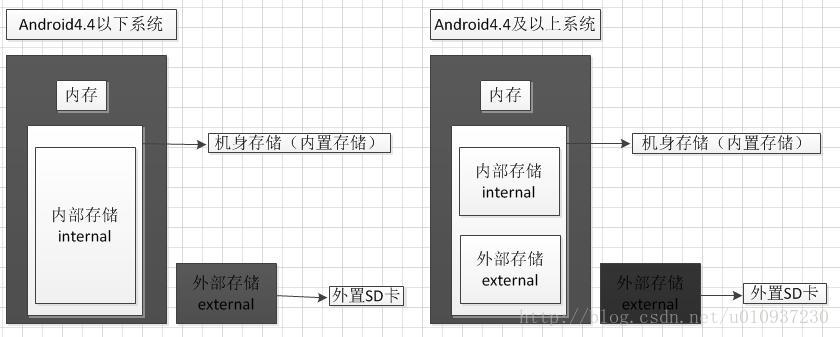 Android4.4以下系统
内存
机身存储（内置存储）
内部存储
internal
外部存储
external
外置SD卡
Android4.4及以上系统
内存
机身存储（内置存储）
内部存储
internal
外部存储
external
外部存储
external
外置SD卡
http://blog.csdn.net/u010937230